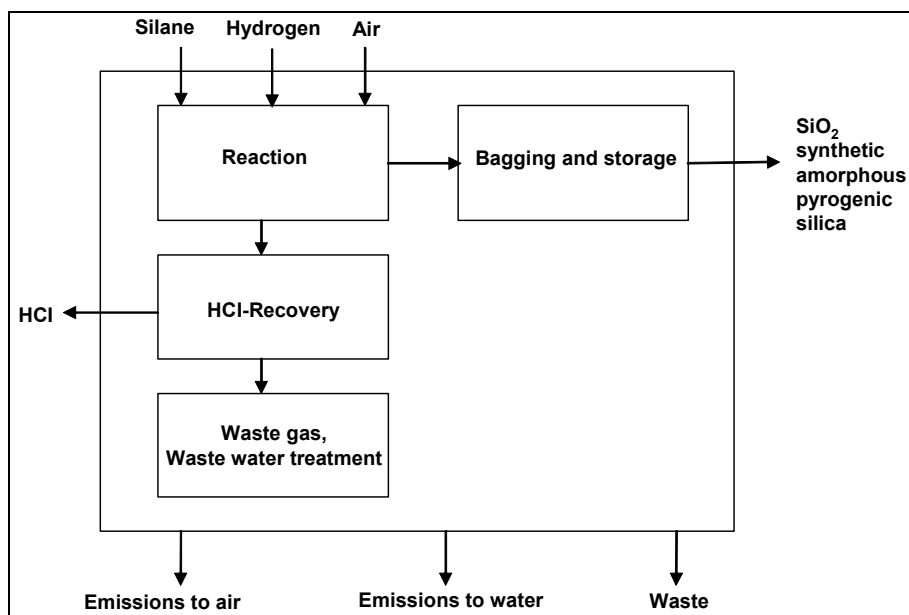 Silane Hydrogen Air
Reaction
Bagging and storage
SiO₂
synthetic
amorphous
pyrogenic
silica
HCl
HCl-Recovery
Waste gas,
Waste water treatment
Emissions to air Emissions to water Waste